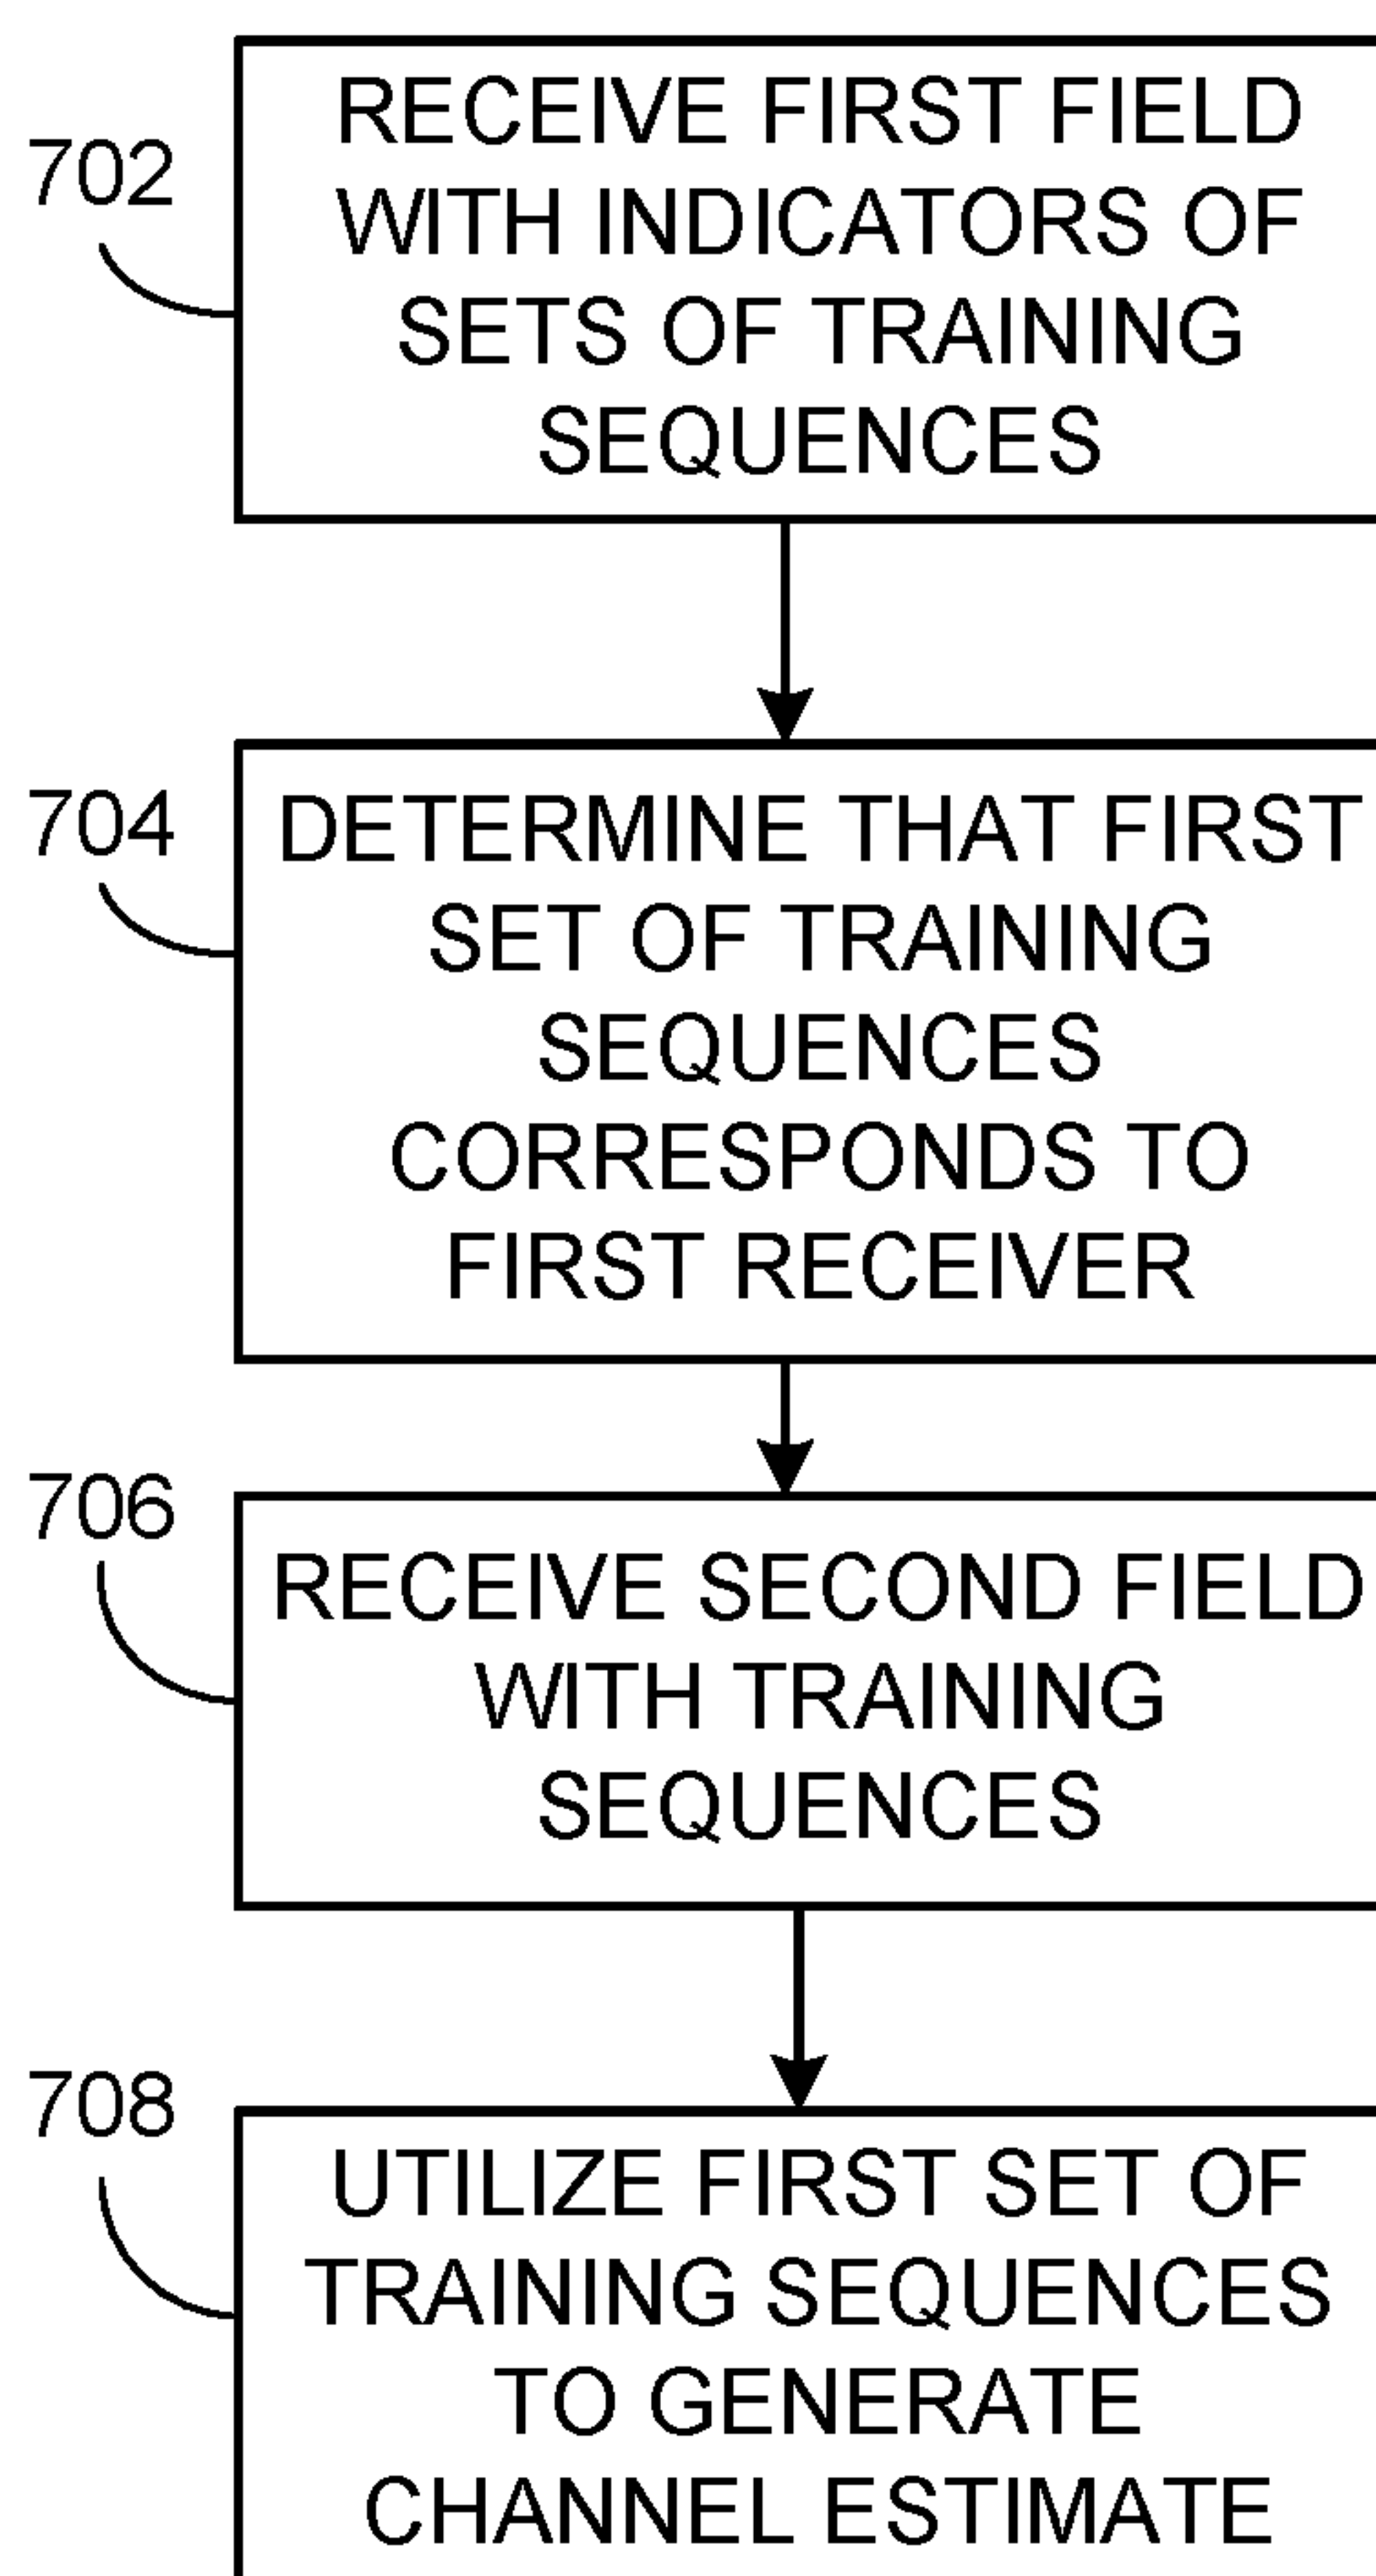 702
RECEIVE FIRST FIELD
WITH INDICATORS OF
SETS OF TRAINING
SEQUENCES
704
DETERMINE THAT FIRST
SET OF TRAINING
SEQUENCES
CORRESPONDS TO
FIRST RECEIVER
706
RECEIVE SECOND FIELD
WITH TRAINING
SEQUENCES
708
UTILIZE FIRST SET OF
TRAINING SEQUENCES
TO GENERATE
CHANNEL ESTIMATE